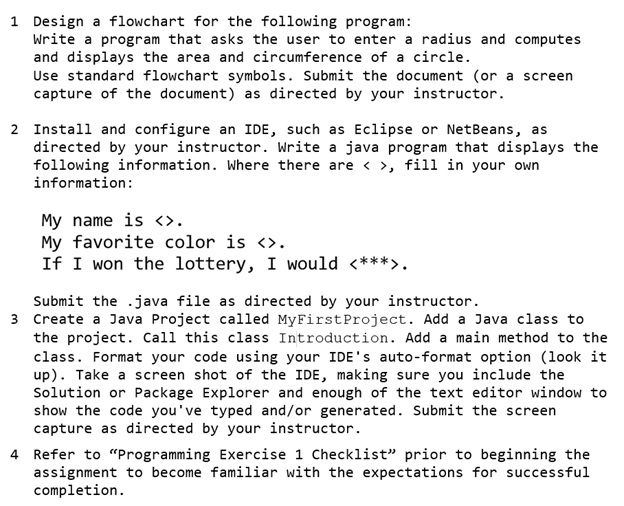 1 Design a flowchart for the following program:
Write a program that asks the user to enter a radius and computes
and displays the area and circumference of a circle.
Use standard flowchart symbols. Submit the document (or a screen
capture of the document) as directed by your instructor.
2 Install and configure an IDE, such as Eclipse or NetBeans, as
directed by your instructor. Write a java program that displays the
following information. Where there are < >, fill in your own
information:
My name is <>.
My favorite color is <>.
If I won the lottery, I would <***>.
Submit the .java file as directed by your instructor.
3 Create a Java Project called MyFirstProject. Add a Java class to
the project. Call this class Introduction. Add a main method to the
class. Format your code using your IDE's auto-format option (look it
up). Take a screen shot of the IDE, making sure you include the
Solution or Package Explorer and enough of the text editor window to
show the code you've typed and/or generated. Submit the screen
capture as directed by your instructor.
4 Refer to “Programming Exercise 1 Checklist” prior to beginning the
assignment to become familiar with the expectations for successful
completion.